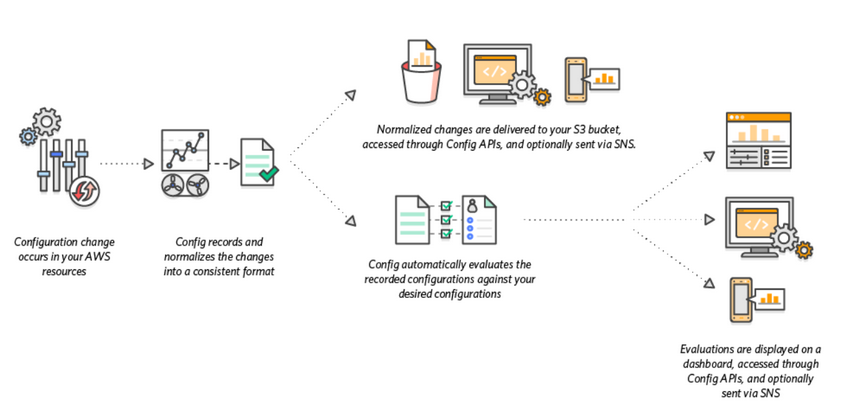 Normalized changes are delivered to your S3 bucket,
accessed through Config APIs, and optionally sent via SNS.
Configuration change
occurs in your AWS
resources
Config records and
normalizes the changes
into a consistent format
Config automatically evaluates the
recorded configurations against your
desired configurations
Evaluations are displayed on a
dashboard, accessed through
Config APIs, and optionally
sent via SNS